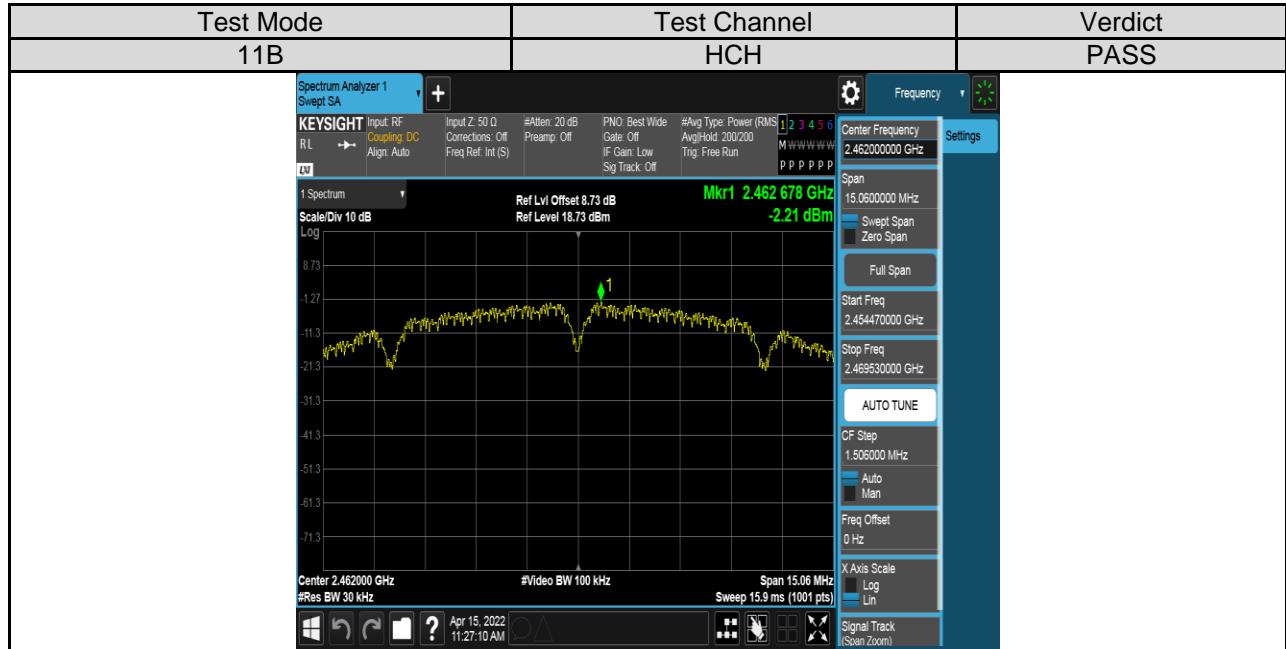 Test Mode Test Channel Verdict
11B HCH PASS
Spectrum Analyzer 1
Swept SA
+
Frequency
KEYSIGHT
RL
LXI
Input: RF
Coupling: DC
Align: Auto
Input Z: 50 Ω
Corrections: Off
Freq Ref: Int (S)
#Atten: 20 dB
Preamp: Off
PNO: Best Wide
Gate: Off
IF Gain: Low
Sig Track: Off
#Avg Type: Power (RMS
Avg|Hold: 200/200
Trig: Free Run
1 2 3 4 5 6
M W W W W W
P P P P P P
1 Spectrum
Scale/Div 10 dB
Log
Ref Lvl Offset 8.73 dB
Ref Level 18.73 dBm
Mkr1 2.462 678 GHz
-2.21 dBm
8.73
-1.27
-11.3
-21.3
-31.3
-41.3
-51.3
-61.3
-71.3
1
Center 2.462000 GHz
#Res BW 30 kHz
#Video BW 100 kHz
Span 15.06 MHz
Sweep 15.9 ms (1001 pts)
?
Apr 15, 2022
11:27:10 AM
Center Frequency
2.462000000 GHz
Settings
Span
15.0600000 MHz
Swept Span
Zero Span
Full Span
Start Freq
2.454470000 GHz
Stop Freq
2.469530000 GHz
AUTO TUNE
CF Step
1.506000 MHz
Auto
Man
Freq Offset
0 Hz
X Axis Scale
Log
Lin
Signal Track
(Span Zoom)